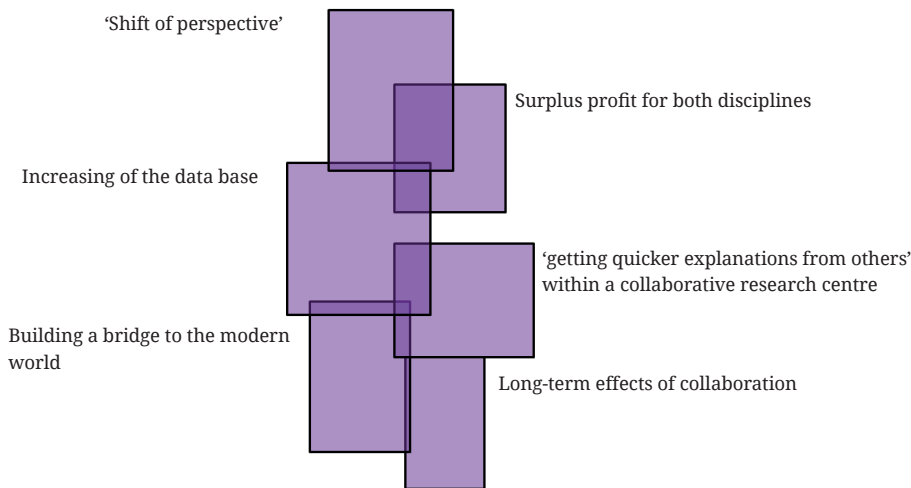 ‘Shift of perspective’
Surplus profit for both disciplines
Increasing of the data base
‘getting quicker explanations from others’
within a collaborative research centre
Building a bridge to the modern
world
Long-term effects of collaboration